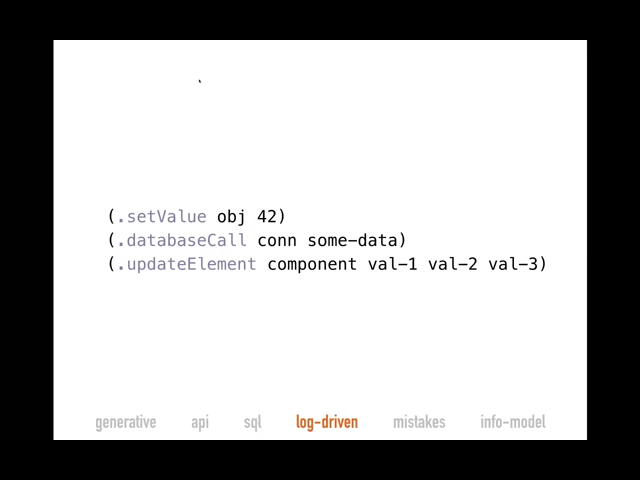 (.setValue obj 42)
(.databaseCall conn some-data)
(.updateElement component val-1 val-2 val-3)
generative api sql log-driven mistakes info-model